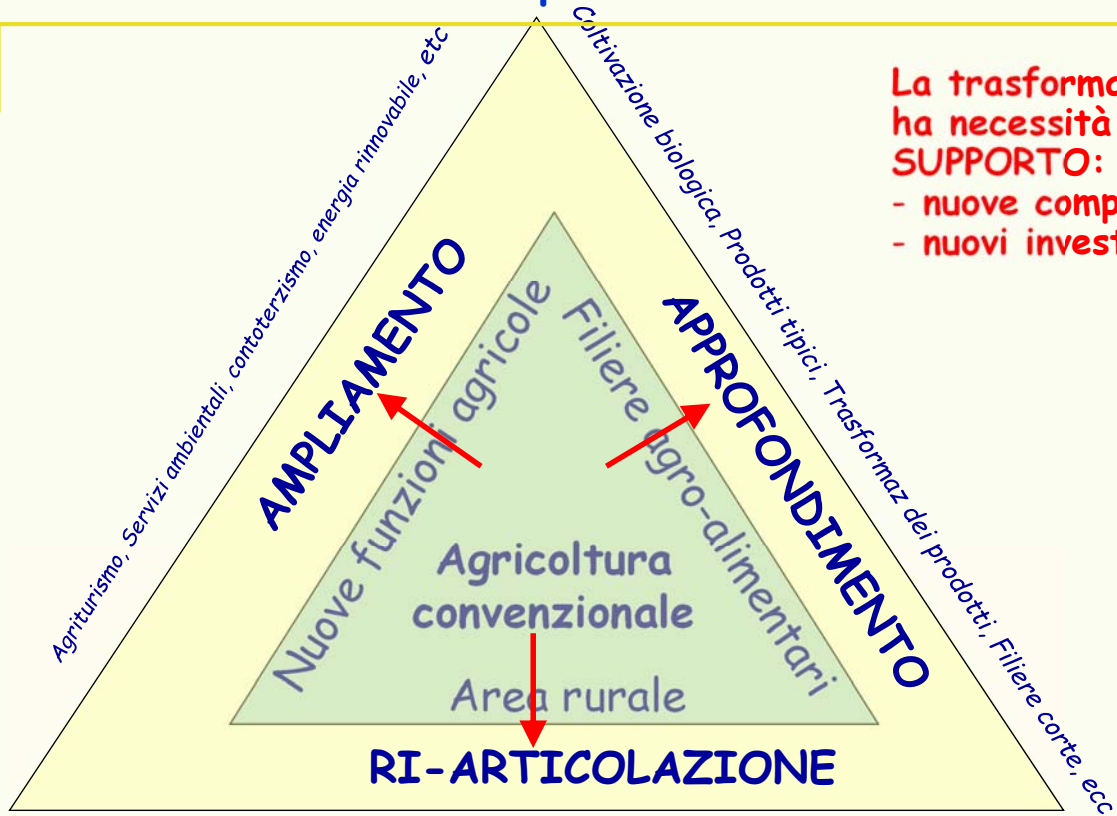 Agriturismo, Servizi ambientali, contoterzismo, energia rinnovabile, etc
Coltivazione biologica, Prodotti tipici, Trasformaz dei prodotti, Filiere corte, ecc
La trasformo
ha necessità
SUPPORTO:
- nuove comp
- nuovi invest
AMPLIAMENTO
APPROFONDIMENTO
Nuove funzioni agricole
Filiere agro-alimentari
Agricoltura
convenzionale
Area rurale
RI-ARTICOLAZIONE